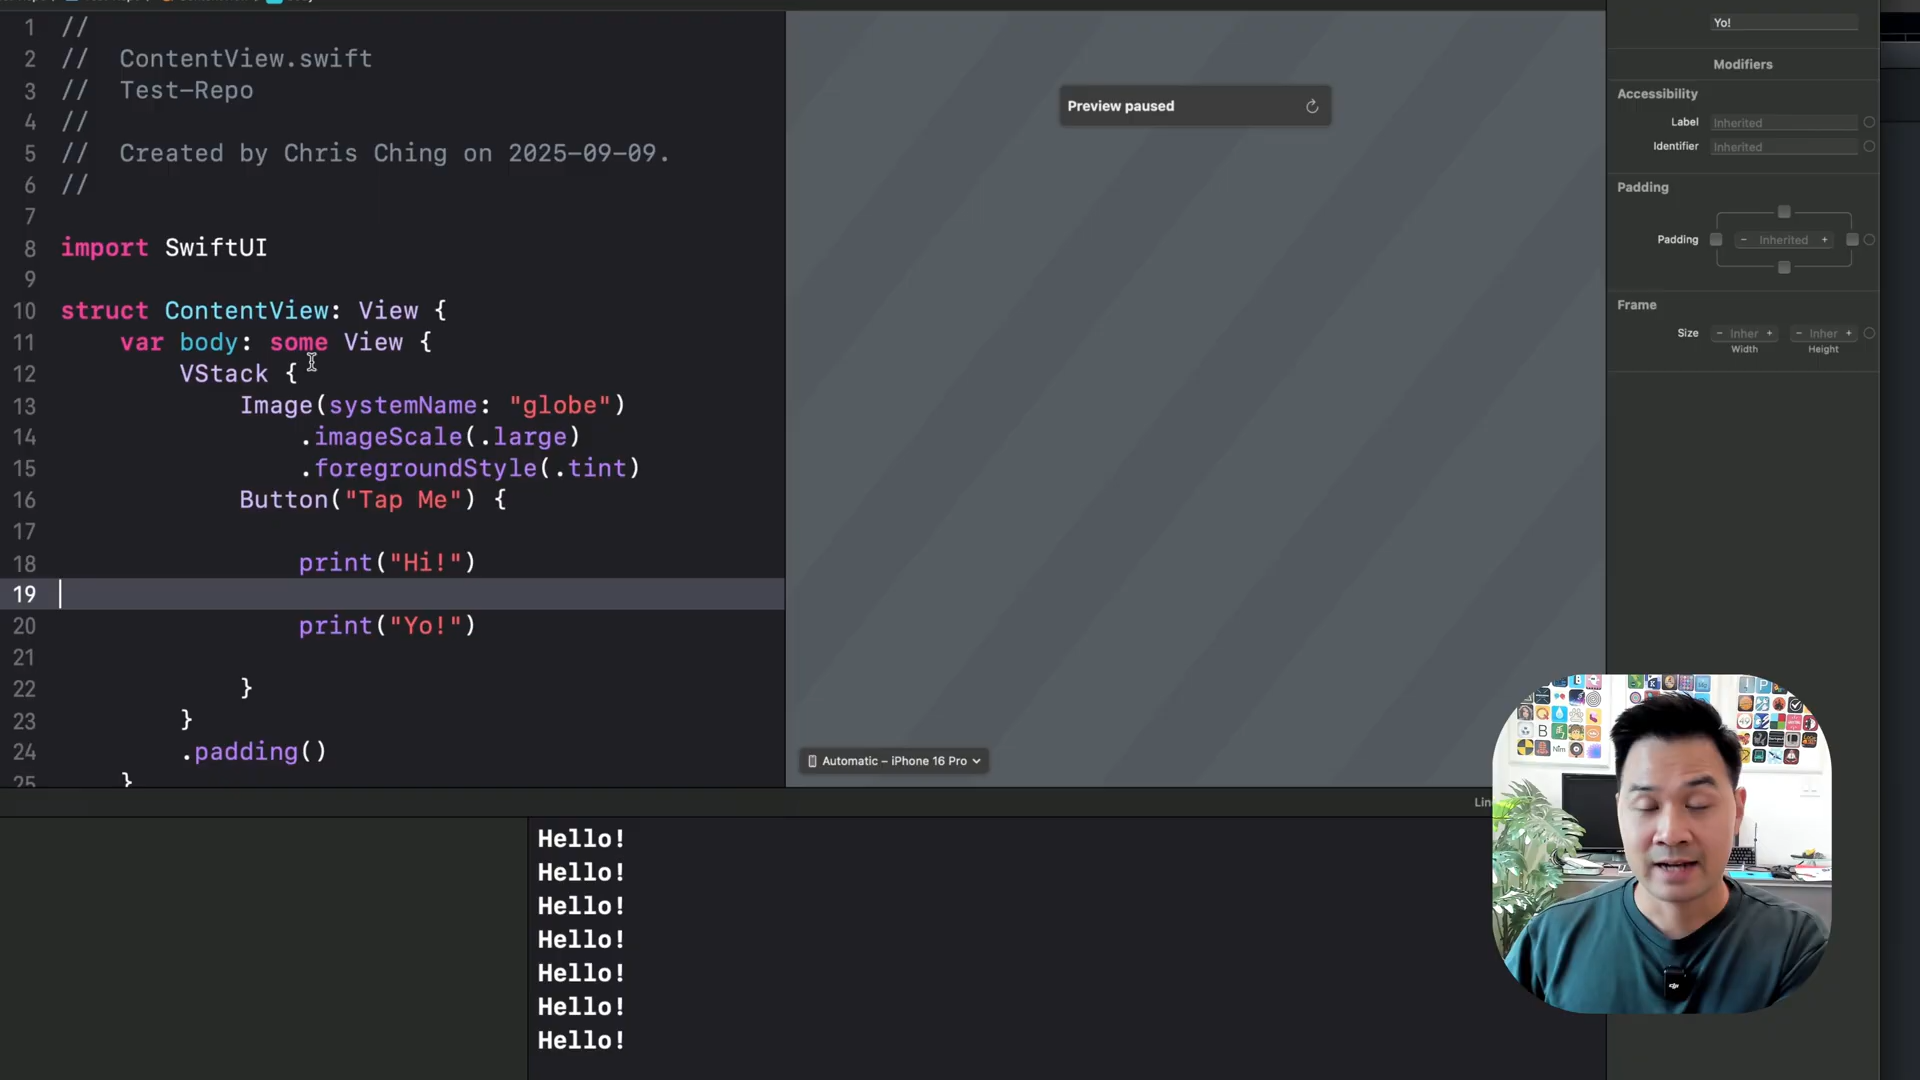 1 //
2 // ContentView.swift
3 // Test-Repo
4 //
5 // Created by Chris Ching on 2025-09-09.
6 //
7
8 import SwiftUI
9
10 struct ContentView: View {
11 var body: some View {
12 VStack {
13 Image(systemName: "globe")
14 .imageScale(.large)
15 .foregroundStyle(.tint)
16 Button("Tap Me") {
17
18 print("Hi!")
19
20 print("Yo!")
21
22 }
23 }
24 .padding()
25 }
Preview paused
Automatic – iPhone 16 Pro
Yo!
Modifiers
Accessibility
Label Inherited
Identifier Inherited
Padding
Padding − Inherited +
Frame
Size − Inher + − Inher +
Width Height
Hello!
Hello!
Hello!
Hello!
Hello!
Hello!
Hello!